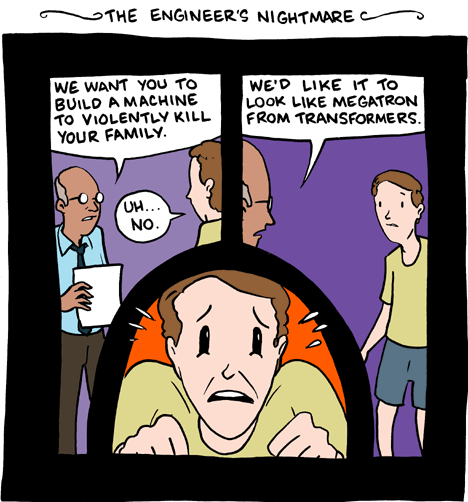 THE ENGINEER'S NIGHTMARE
WE WANT YOU TO
BUILD A MACHINE
TO VIOLENTLY KILL
YOUR FAMILY.
UH...
NO.
WE'D LIKE IT TO
LOOK LIKE MEGATRON
FROM TRANSFORMERS.